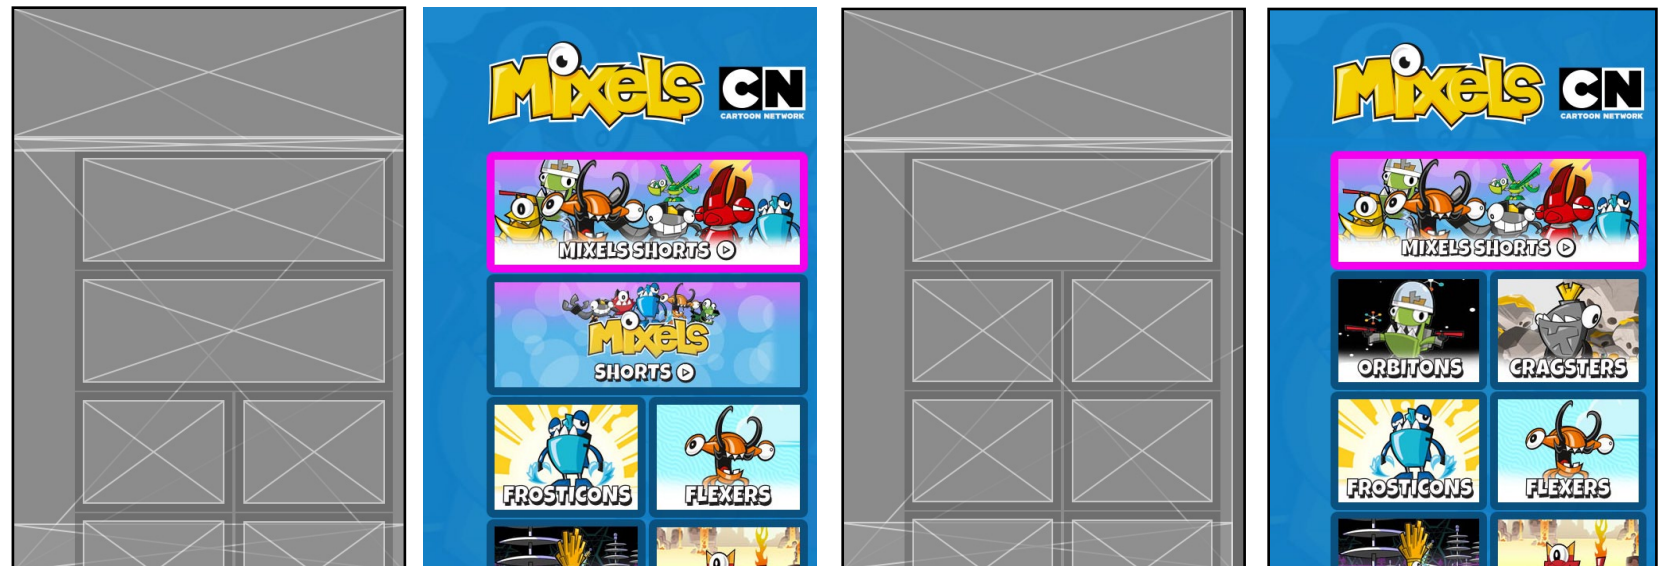 MixelS CN
CARTOON NETWORK
MIXELS SHORTS
MixelS
SHORTS
FROSTICONS FLEXERS
MixelS CN
CARTOON NETWORK
MIXELS SHORTS
ORBITONS CRAGSTERS
FROSTICONS FLEXERS